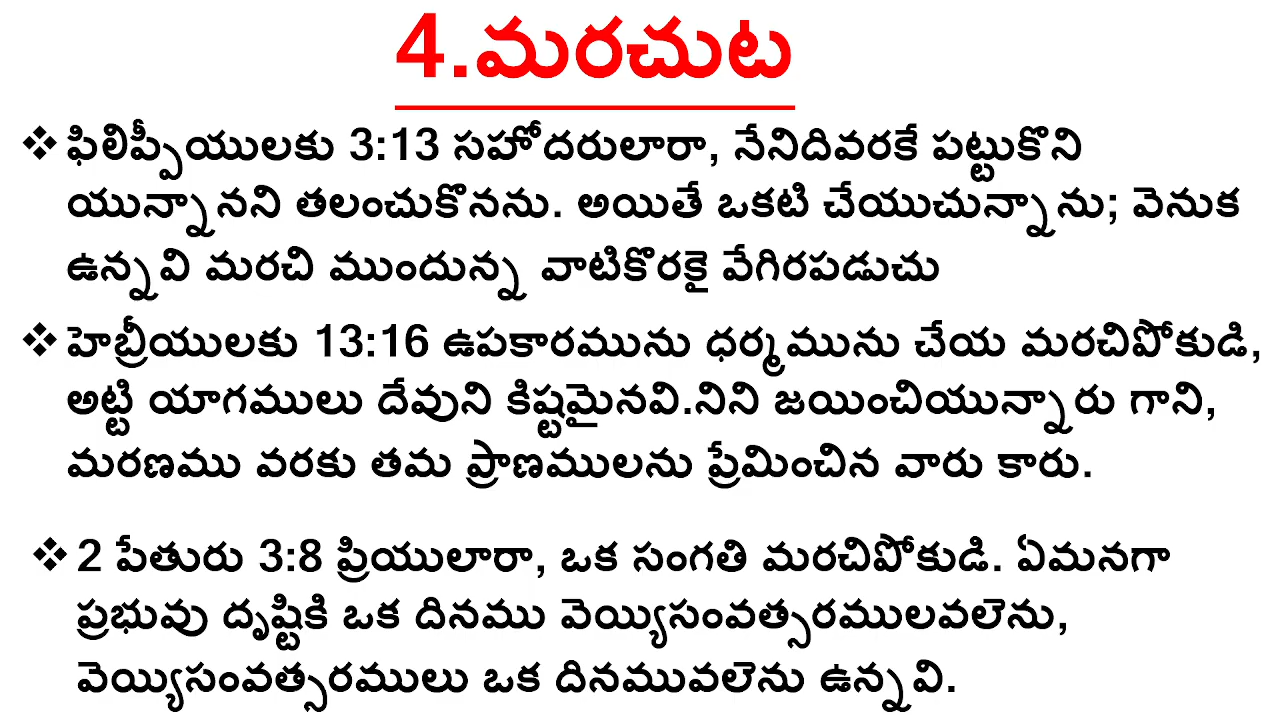 4.మరచుట
❖ ఫిలిప్పీయులకు 3:13 సహోదరులారా, నేనిదివరకే పట్టుకొని
యున్నానని తలంచుకొనను. అయితే ఒకటి చేయుచున్నాను; వెనుక
ఉన్నవి మరచి ముందున్న వాటికొరకై వేగిరపడుచు
❖ హెబ్రీయులకు 13:16 ఉపకారమును ధర్మమును చేయ మరచిపోకుడి,
అట్టి యాగములు దేవుని కిష్టమైనవి.నిని జయించియున్నారు గాని,
మరణము వరకు తమ ప్రాణములను ప్రేమించిన వారు కారు.
❖ 2 పేతురు 3:8 ప్రియులారా, ఒక సంగతి మరచిపోకుడి. ఏమనగా
ప్రభువు దృష్టికి ఒక దినము వెయ్యిసంవత్సరములవలెను,
వెయ్యిసంవత్సరములు ఒక దినమువలెను ఉన్నవి.